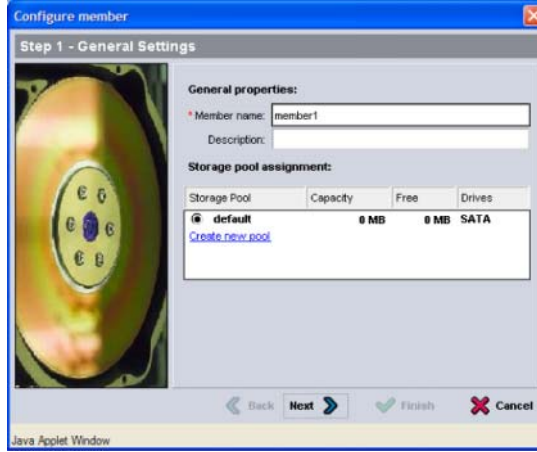 Configure member
Step 1 - General Settings
General properties:
* Member name: member1
Description:
Storage pool assignment:
Storage Pool Capacity Free Drives
default 0 MB 0 MB SATA
Create new pool
Back Next Finish Cancel
Java Applet Window